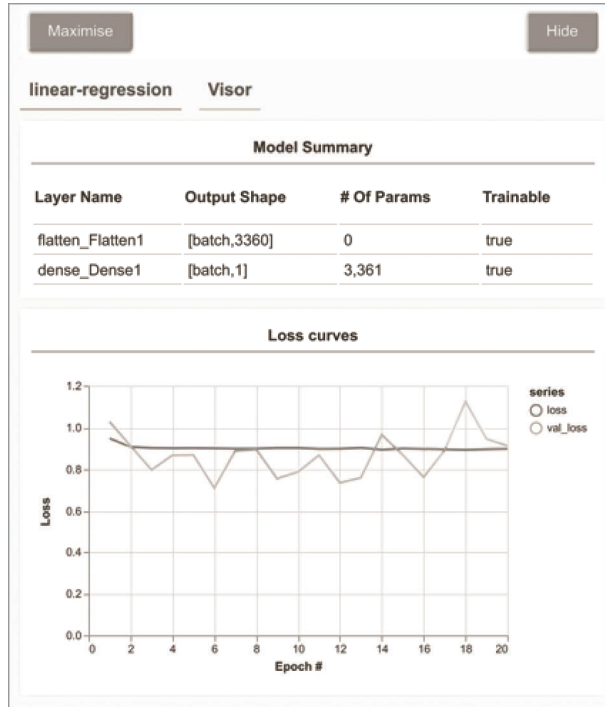 Maximise Hide
linear-regression Visor
Model Summary
Layer Name Output Shape # Of Params Trainable
flatten_Flatten1 [batch,3360] 0 true
dense_Dense1 [batch,1] 3,361 true
Loss curves
series
loss
val_loss
1.2
1.0
0.8
0.6
0.4
0.2
0.0
Loss
0 2 4 6 8 10 12 14 16 18 20
Epoch #